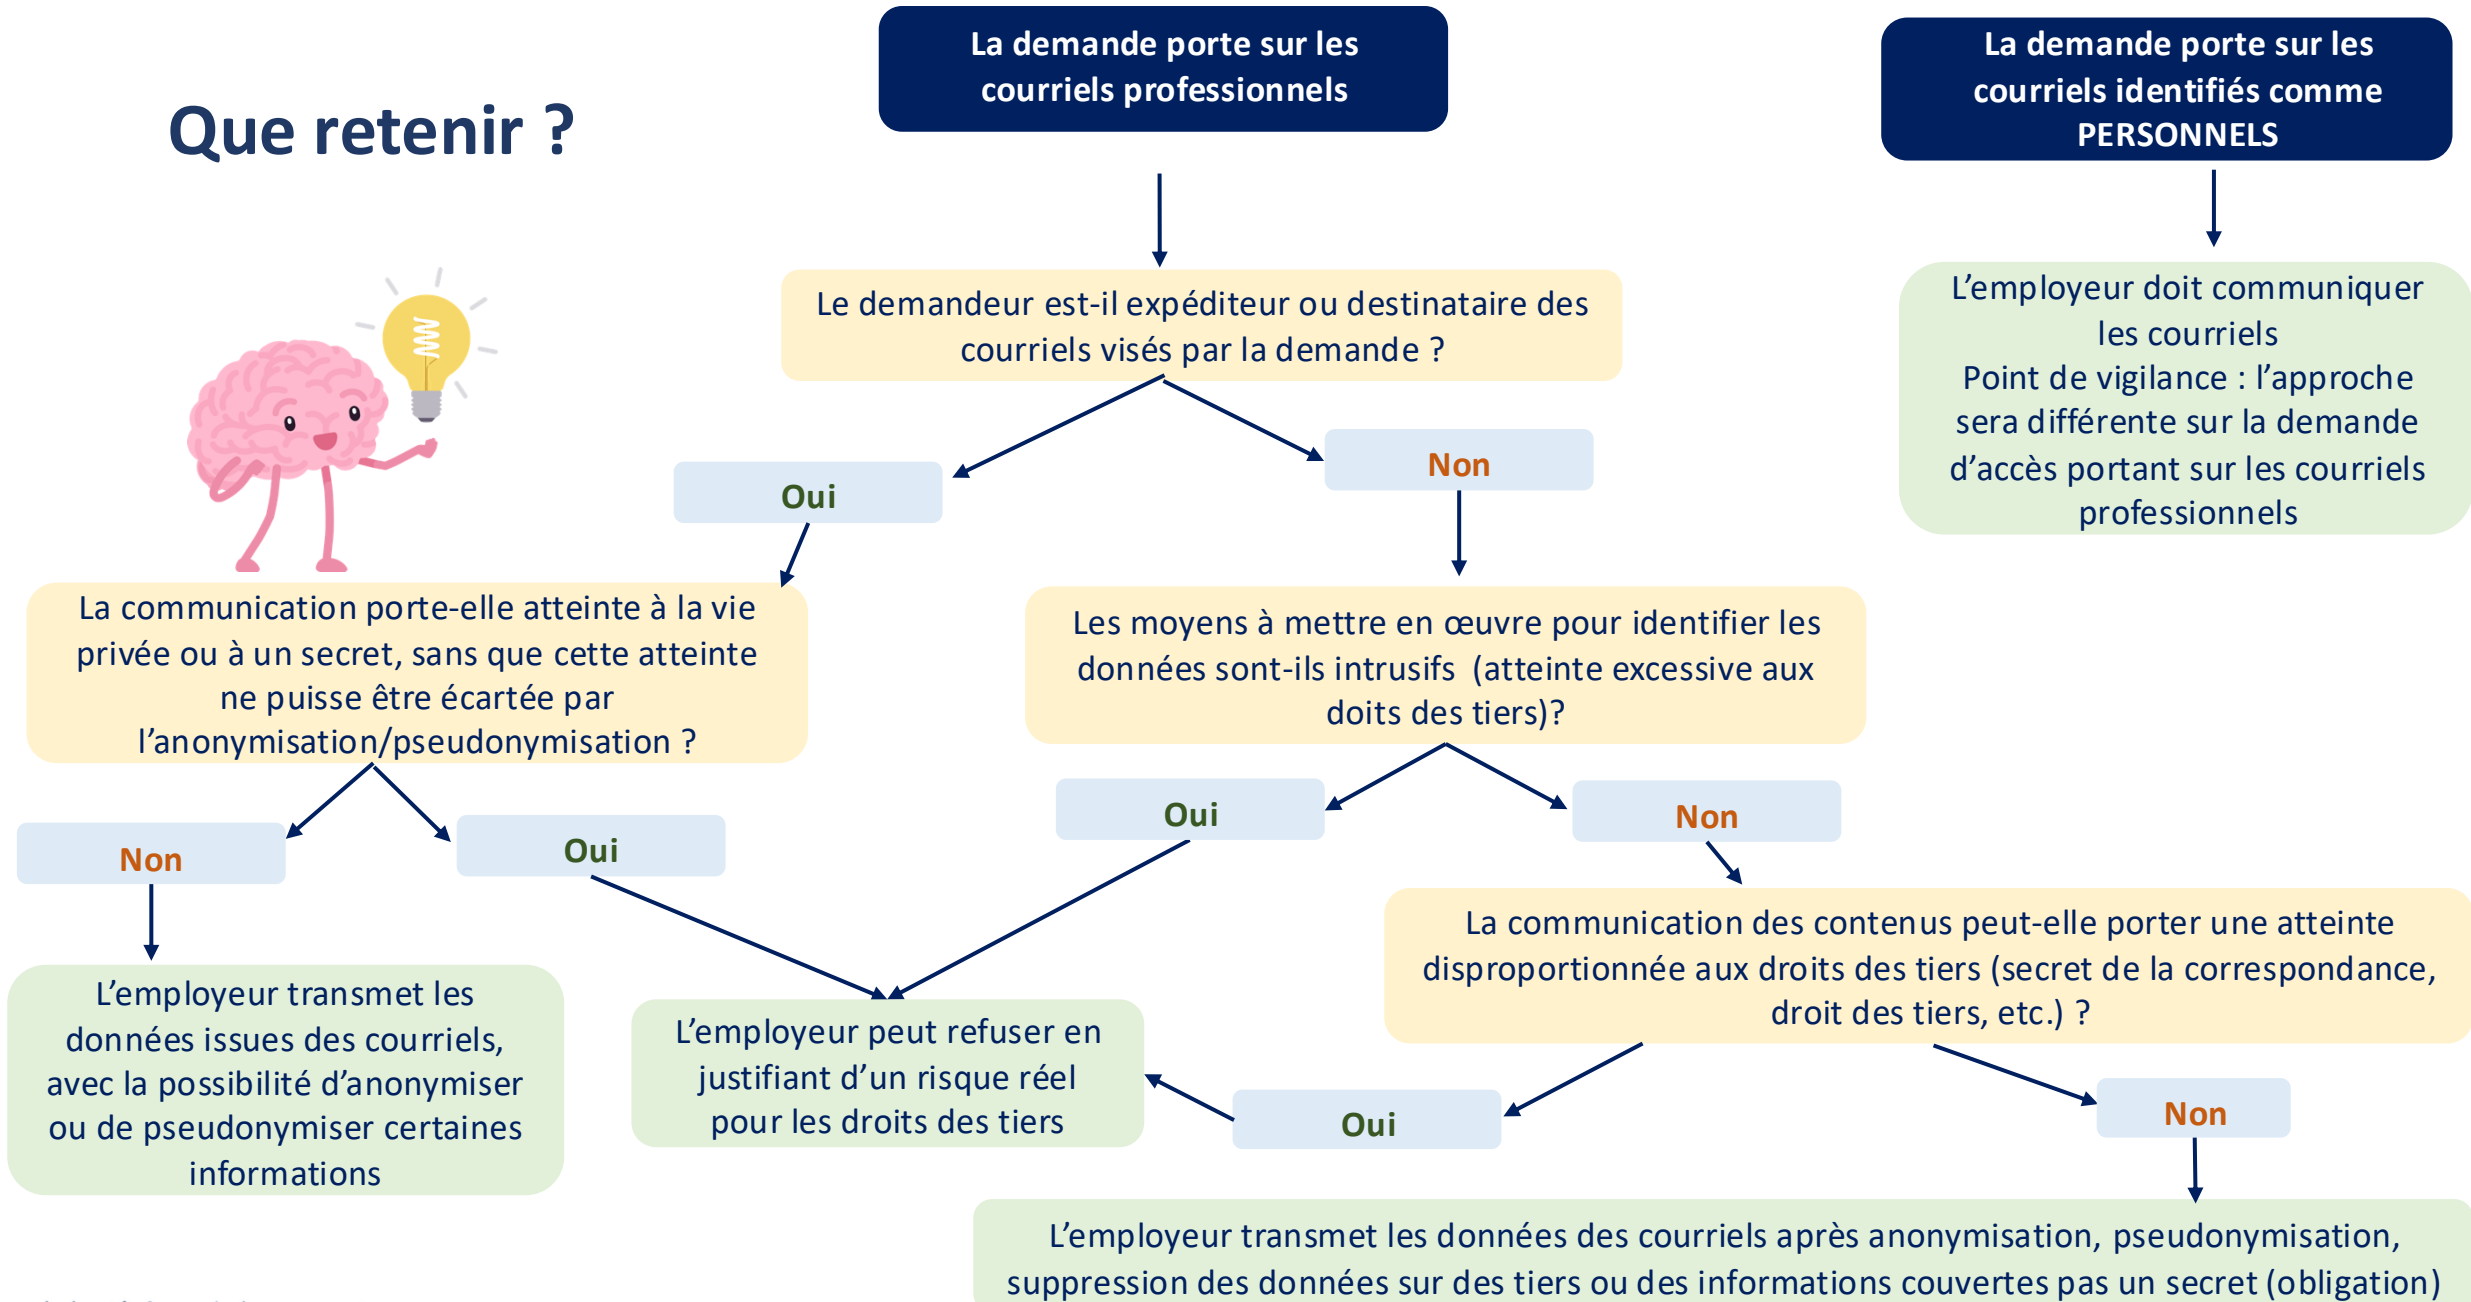 Que retenir ?
La demande porte sur les
courriels professionnels
La demande porte sur les
courriels identifiés comme
PERSONNELS
Le demandeur est-il expéditeur ou destinataire des
courriels visés par la demande ?
L’employeur doit communiquer
les courriels
Point de vigilance : l’approche
sera différente sur la demande
d’accès portant sur les courriels
professionnels
Oui
Non
La communication porte-elle atteinte à la vie
privée ou à un secret, sans que cette atteinte
ne puisse être écartée par
l’anonymisation/pseudonymisation ?
Les moyens à mettre en œuvre pour identifier les
données sont-ils intrusifs (atteinte excessive aux
doits des tiers)?
Non
Oui
Oui
Non
La communication des contenus peut-elle porter une atteinte
disproportionnée aux droits des tiers (secret de la correspondance,
droit des tiers, etc.) ?
L’employeur transmet les
données issues des courriels,
avec la possibilité d’anonymiser
ou de pseudonymiser certaines
informations
L’employeur peut refuser en
justifiant d’un risque réel
pour les droits des tiers
Oui
Non
L’employeur transmet les données des courriels après anonymisation, pseudonymisation,
suppression des données sur des tiers ou des informations couvertes pas un secret (obligation)